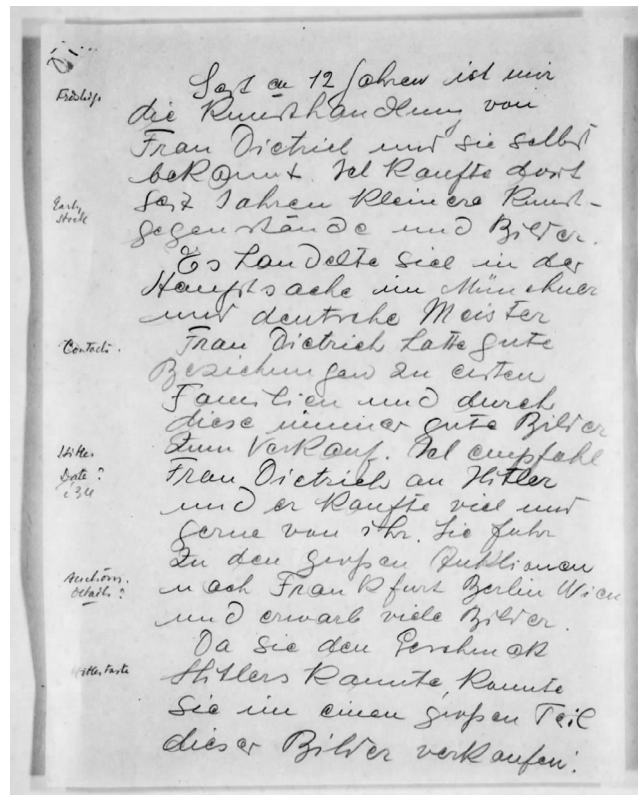 Seit ca 12 Jahren ist mir
Friendships
die Kunsthandlung von
Frau Dietrich und sie selbst
bekannt. Ich kaufte dort
Early
stock
seit Jahren kleinere Kunst-
gegenstände und Bilder.
Es handelte sich in der
Hauptsache um Münchner
und deutsche Meister
Contacts.
Frau Dietrich hatte gute
Beziehungen zu ersten
Familien und durch
diese immer gute Bilder
Hitler
zum Verkauf. Ich empfahl
Date?
Frau Dietrich an Hitler
und er kaufte viel und
gerne von ihr. Sie fuhr
zu den großen Auktionen
Auctions.
Details?
nach Frankfurt Berlin Wien
und erwarb viele Bilder.
Da sie den Geschmack
Hitler taste
Hitlers kannte konnte
sie ihm einen großen Teil
dieser Bilder verkaufen.